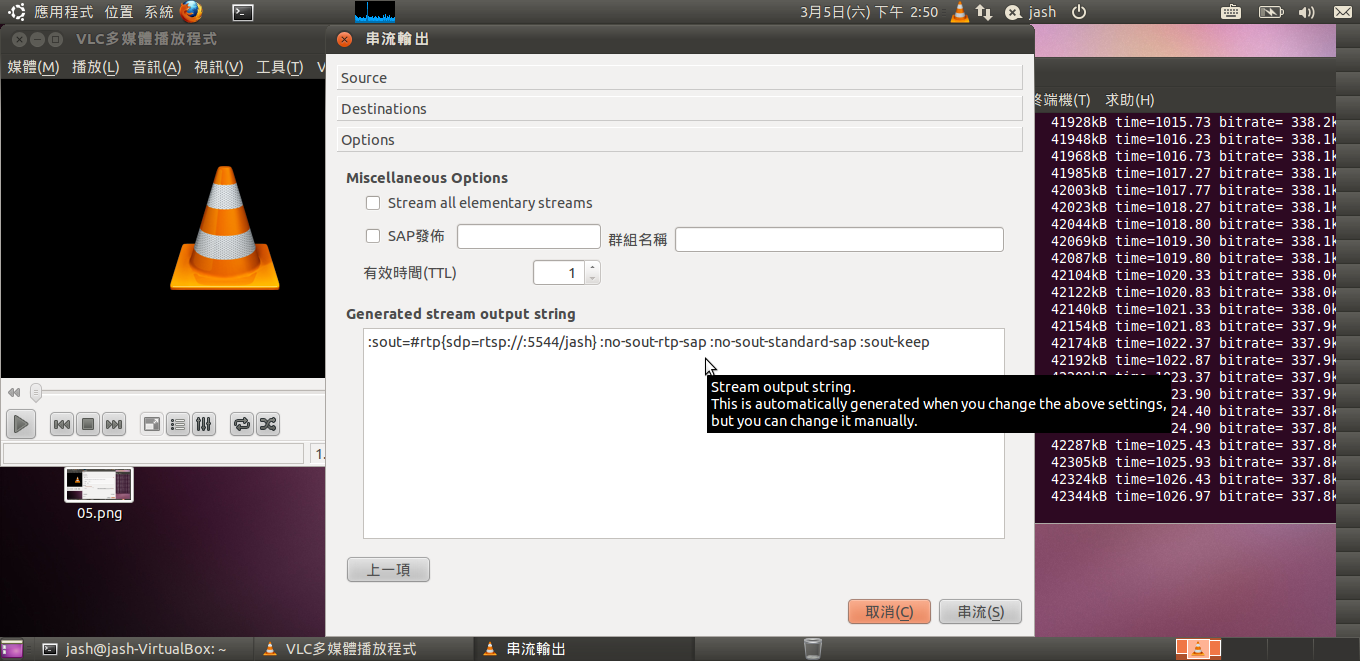 應用程式 位置 系統
3月5日(六) 下午 2:50
jash
VLC多媒體播放程式
媒體(M) 播放(L) 音訊(A) 視訊(V) 工具(T) V
串流輸出
Source
Destinations
Options
Miscellaneous Options
Stream all elementary streams
SAP發佈
群組名稱
有效時間(TTL)
1
Generated stream output string
:sout=#rtp{sdp=rtsp://:5544/jash} :no-sout-rtp-sap :no-sout-standard-sap :sout-keep
Stream output string.
This is automatically generated when you change the above settings,
but you can change it manually.
上一項
取消(C)
串流(S)
1.
05.png
終端機(T) 求助(H)
41928kB time=1015.73 bitrate= 338.2k
41948kB time=1016.23 bitrate= 338.1k
41968kB time=1016.73 bitrate= 338.1k
41985kB time=1017.27 bitrate= 338.1k
42003kB time=1017.77 bitrate= 338.1k
42023kB time=1018.27 bitrate= 338.1k
42044kB time=1018.80 bitrate= 338.1k
42069kB time=1019.30 bitrate= 338.1k
42087kB time=1019.80 bitrate= 338.1k
42104kB time=1020.33 bitrate= 338.0k
42122kB time=1020.83 bitrate= 338.0k
42140kB time=1021.33 bitrate= 338.0k
42154kB time=1021.83 bitrate= 337.9k
42174kB time=1022.37 bitrate= 337.9k
42192kB time=1022.87 bitrate= 337.9k
23.37 bitrate= 337.9k
23.90 bitrate= 337.9k
24.40 bitrate= 337.8k
24.90 bitrate= 337.8k
42287kB time=1025.43 bitrate= 337.8k
42305kB time=1025.93 bitrate= 337.8k
42324kB time=1026.43 bitrate= 337.8k
42344kB time=1026.97 bitrate= 337.8k
jash@jash-VirtualBox: ~
VLC多媒體播放程式
串流輸出